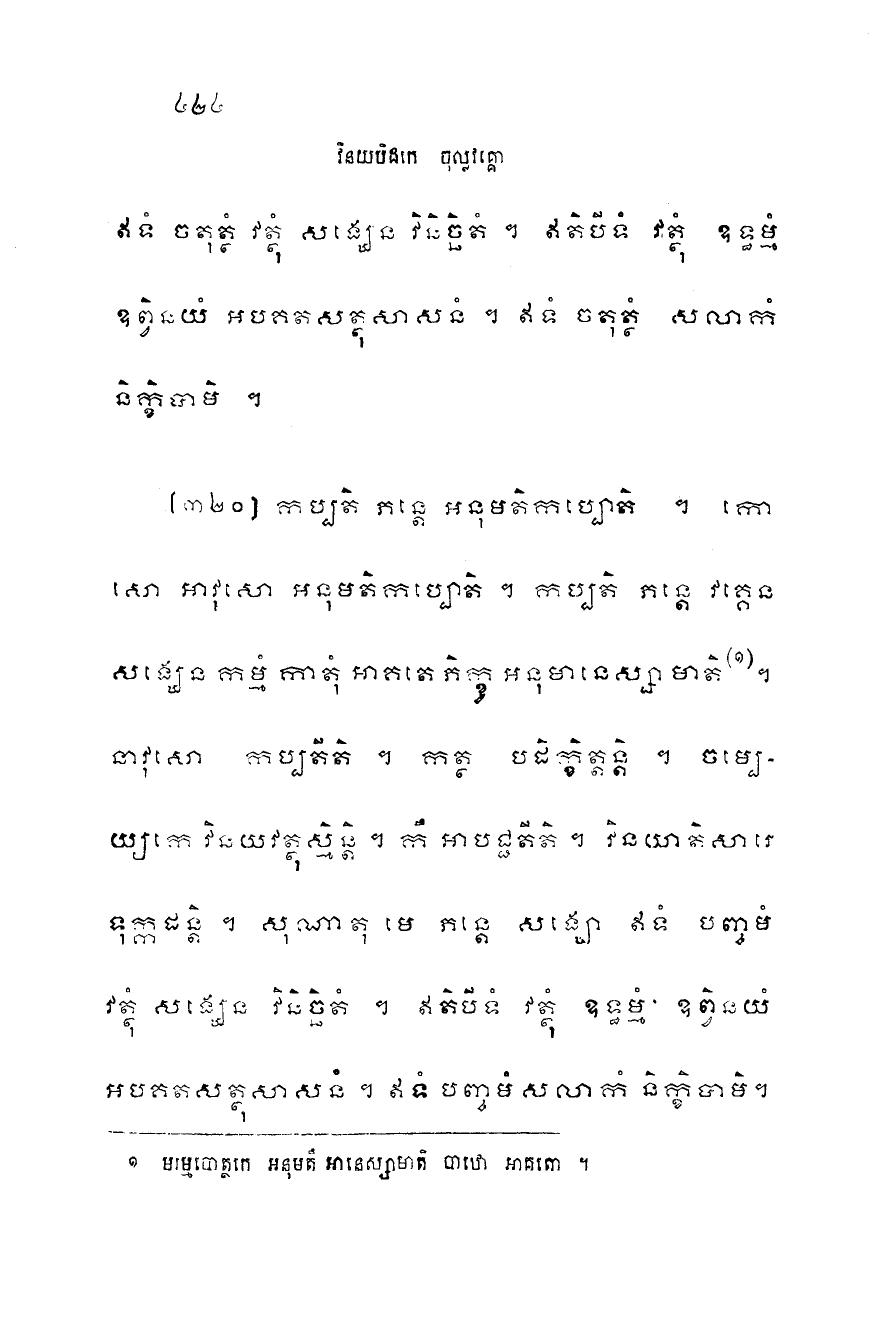 ៤២៤
វិនយបិដកេ ចុល្លវគ្គោ
ឥទំ ចតុត្ថំ វត្ថុំ សង្ឃេន វិនិច្ឆិតំ ។ ឥតិបីទំ វត្ថុំ ឧទ្ធម្មំ
ឧព្វិនយំ អបគតសត្ថុសាសនំ ។ ឥទំ ចតុត្ថំ សលាកំ
និក្ខិបាមិ ។
[៣២០] កប្បតិ ភន្តេ អនុមតិកប្បោតិ ។ កោ
សោ អាវុសោ អនុមតិកប្បោតិ ។ កប្បតិ ភន្តេ វគ្គេន
សង្ឃេន កម្មំ កាតុំ អាគតេ ភិក្ខូ អនុមានេស្សាមាតិ(១)។
នាវុសោ កប្បតីតិ ។ កត្ថ បដិក្ខិត្តន្តិ ។ ចម្បេ-
យ្យកេ វិនយវត្ថុស្មិន្តិ ។ កឹ អាបជ្ជតីតិ ។ វិនយាតិសារេ
ទុក្កដន្តិ ។ សុណាតុ មេ ភន្តេ សង្ឃោ ឥទំ បញ្ចមំ
វត្ថុំ សង្ឃេន វិនិច្ឆិតំ ។ ឥតិបីទំ វត្ថុំ ឧទ្ធម្មំ ឧព្វិនយំ
អបគតសត្ថុសាសនំ ។ ឥទំ បញ្ចមំ សលាកំ និក្ខិបាមិ។
១ មរម្មបោត្ថកេ អនុមតឹ អានេស្សាមាតិ បាឋោ អាគតោ ។